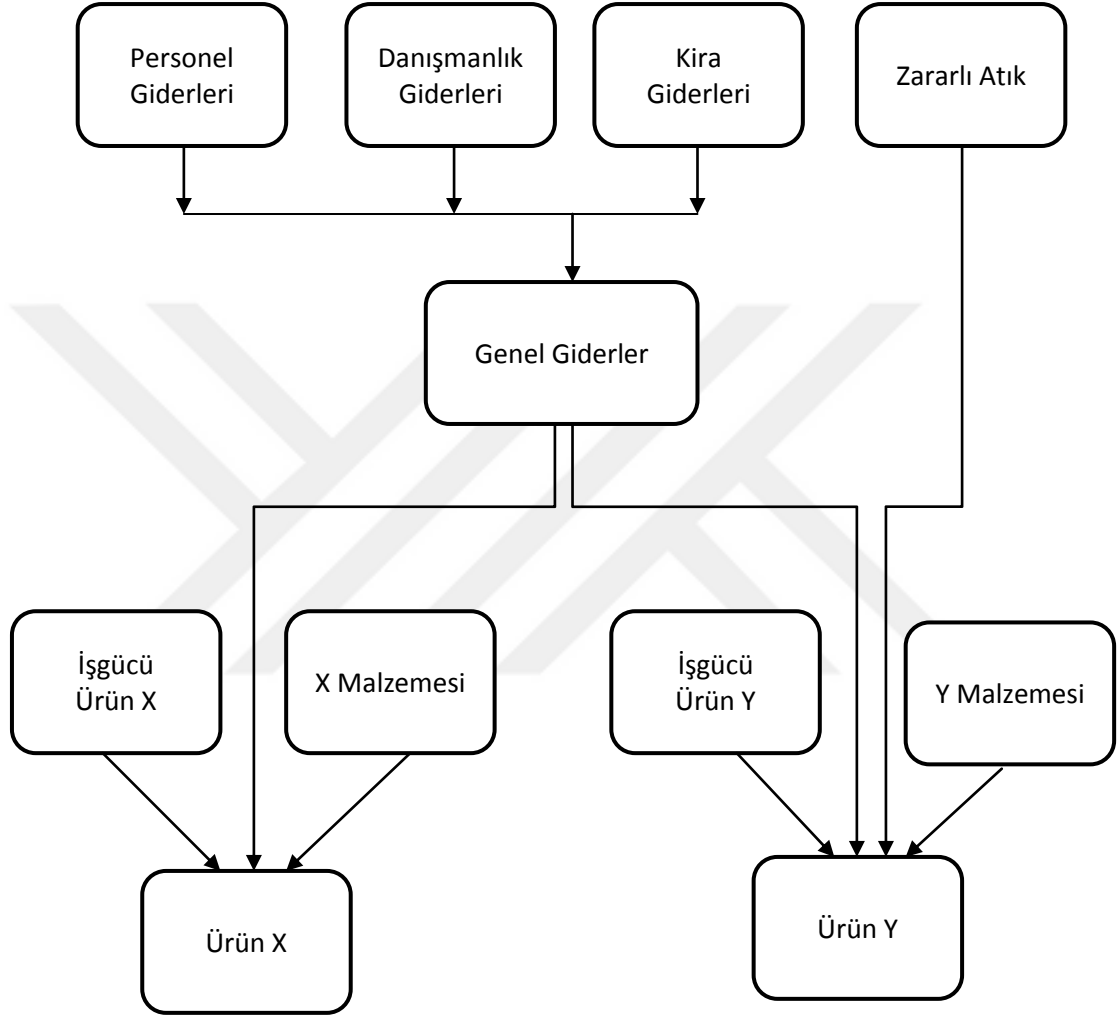 Personel
Giderleri
Danışmanlık
Giderleri
Kira
Giderleri
Zararlı Atık
Genel Giderler
İşgücü
Ürün X
X Malzemesi
İşgücü
Ürün Y
Y Malzemesi
Ürün X
Ürün Y